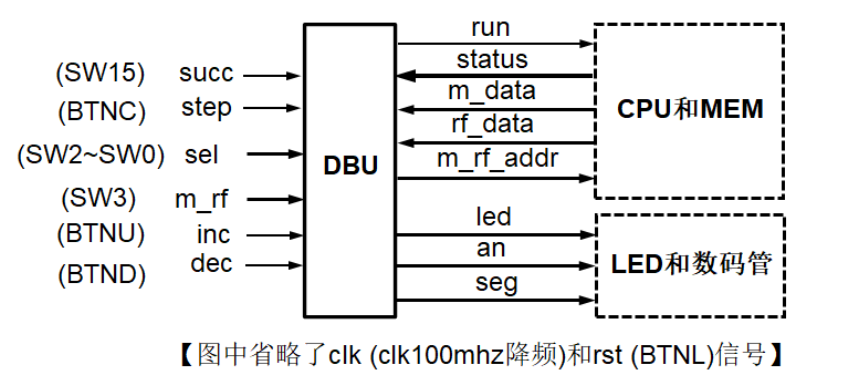 run
(SW15) succ status
(BTNC) step m_data CPU和MEM
rf_data
(SW2~SW0) sel DBU m_rf_addr
(SW3) m_rf
(BTNU) inc led
(BTND) dec an LED和数码管
seg
【图中省略了clk (clk100mhz降频)和rst (BTNL)信号】